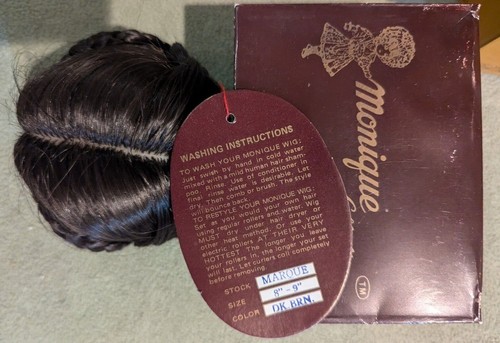 WASHING INSTRUCTIONS
TO WASH YOUR MONIQUE WIG:
Just swish by hand in cold water
mixed with a mild human hair sham-
poo. Rinse. Use of conditioner in
final rinse water is desirable. Let
dry. Then comb or brush. The style
will bounce back.
TO RESTYLE YOUR MONIQUE WIG:
Set as you would your own hair
using regular rollers and water. Wig
MUST dry under hair dryer or
other heat method. Or use your
electric rollers AT THEIR VERY
HOTTEST. The longer you leave
your rollers in, the longer your set
will last. Let curlers cool completely
before removing.
STOCK MARQUE
SIZE 8" - 9"
COLOR DK BRN.
monique
TM